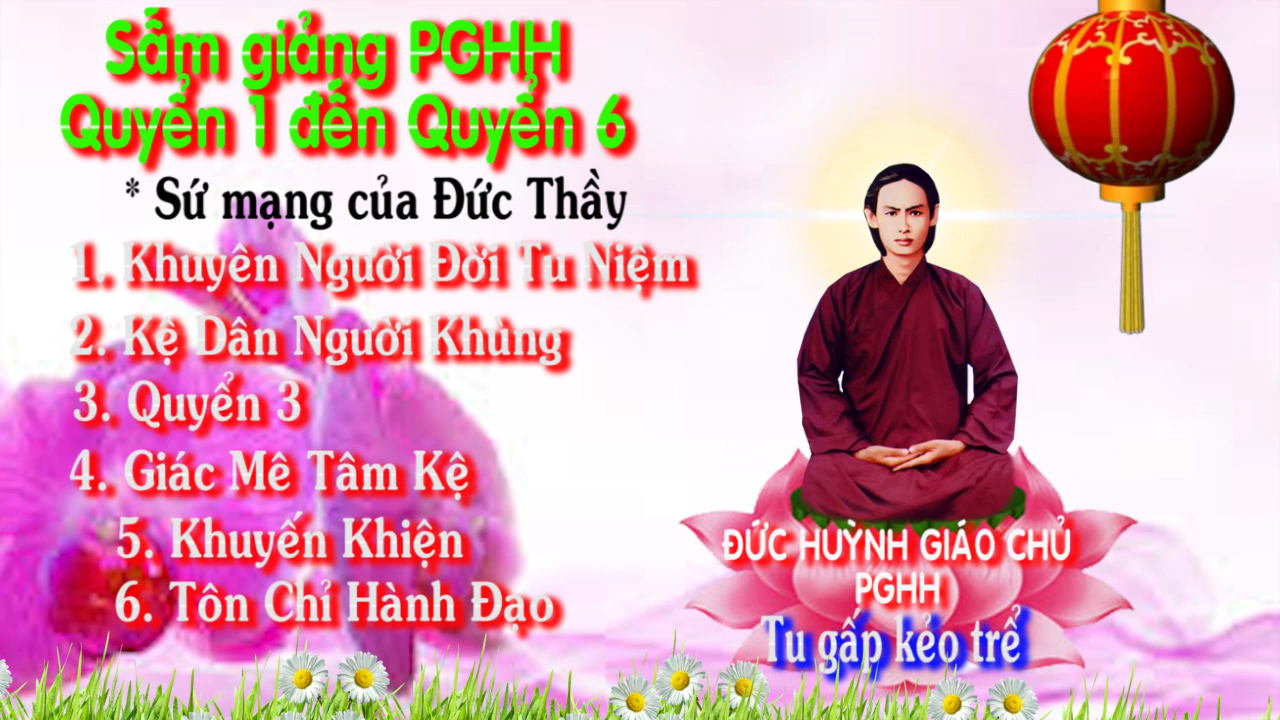 Sấm giảng PGHH
Quyển 1 đến Quyển 6
* Sứ mạng của Đức Thầy
1. Khuyên Người Đời Tu Niệm
2. Kệ Dân Người Khùng
3. Quyển 3
4. Giác Mê Tâm Kệ
5. Khuyến Khiện
6. Tôn Chỉ Hành Đạo
ĐỨC HUỲNH GIÁO CHỦ
PGHH
Tu gấp kẻo trể